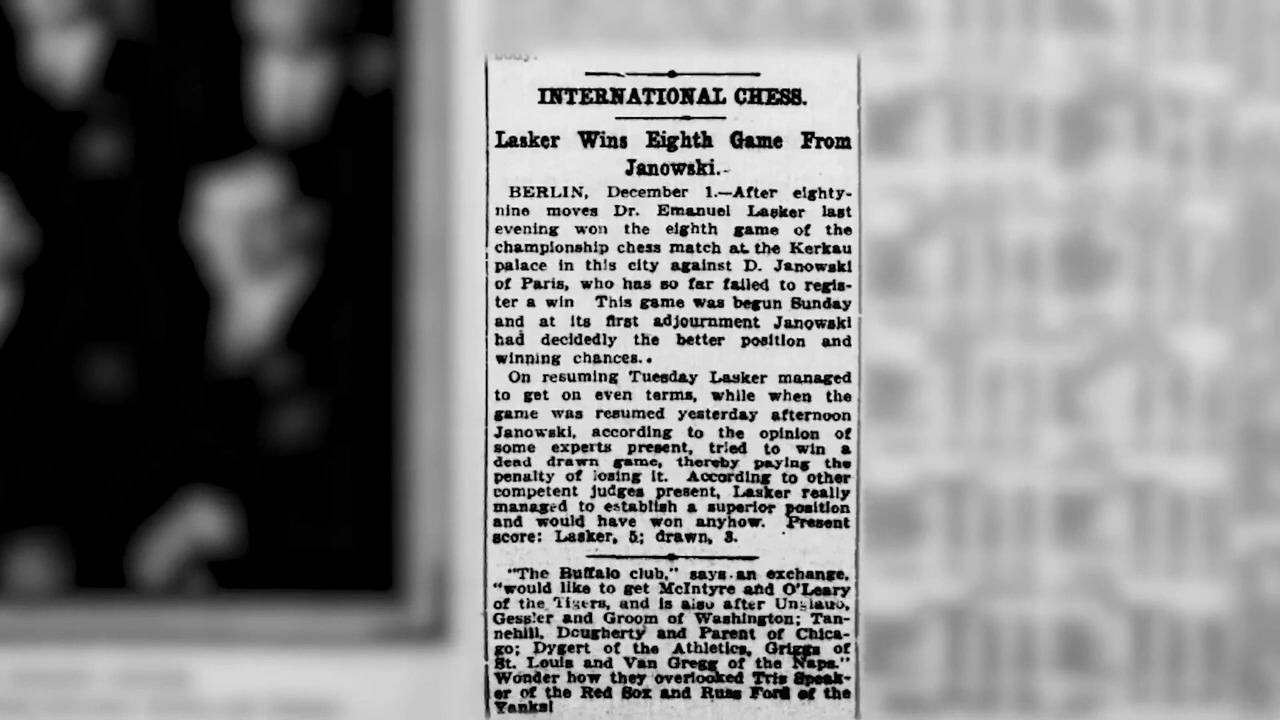 body.
INTERNATIONAL CHESS.
Lasker Wins Eighth Game From
Janowski.
BERLIN, December 1.—After eighty-
nine moves Dr. Emanuel Lasker last
evening won the eighth game of the
championship chess match at the Kerkau
palace in this city against D. Janowski
of Paris, who has so far failed to regis-
ter a win This game was begun Sunday
and at its first adjournment Janowski
had decidedly the better position and
winning chances..
On resuming Tuesday Lasker managed
to get on even terms, while when the
game was resumed yesterday afternoon
Janowski, according to the opinion of
some experts present, tried to win a
dead drawn game, thereby paying the
penalty of losing it. According to other
competent judges present, Lasker really
managed to establish a superior position
and would have won anyhow. Present
score: Lasker, 5; drawn, 3.
"The Buffalo club," says an exchange,
"would like to get McIntyre and O'Leary
of the Tigers, and is also after
Gessler and Groom of Washington; Tan-
nehill, Dougherty and Parent of Chica-
go; Dygert of the Athletics, Griggs of
St. Louis and Van Gregg of the Naps."
Wonder how they overlooked Tris Speak-
er of the Red Sox and Russ Ford of the
Yanks!